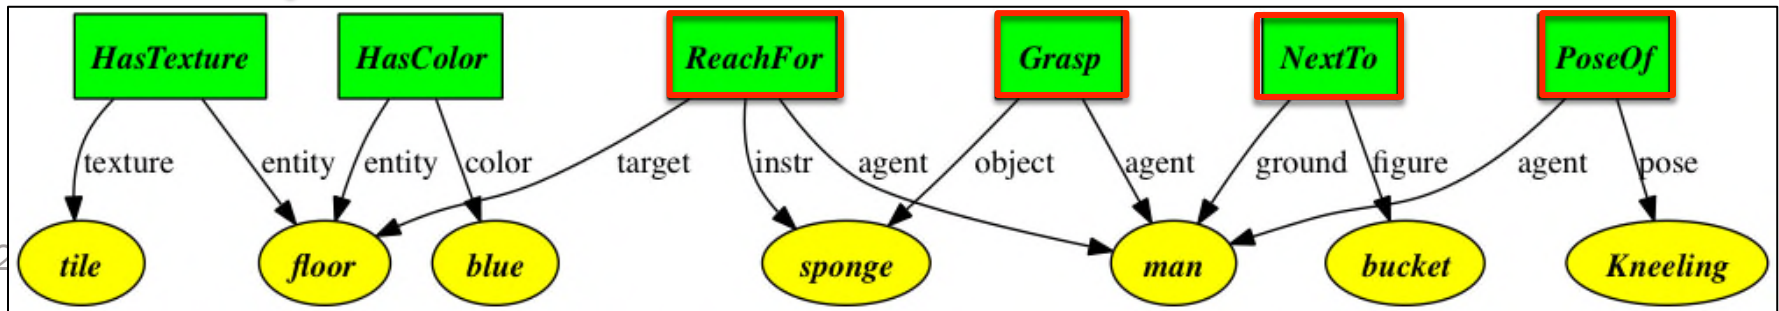 HasTexture HasColor ReachFor Grasp NextTo PoseOf
texture entity entity color target instr agent object agent ground figure agent pose
2
tile floor blue sponge man bucket Kneeling